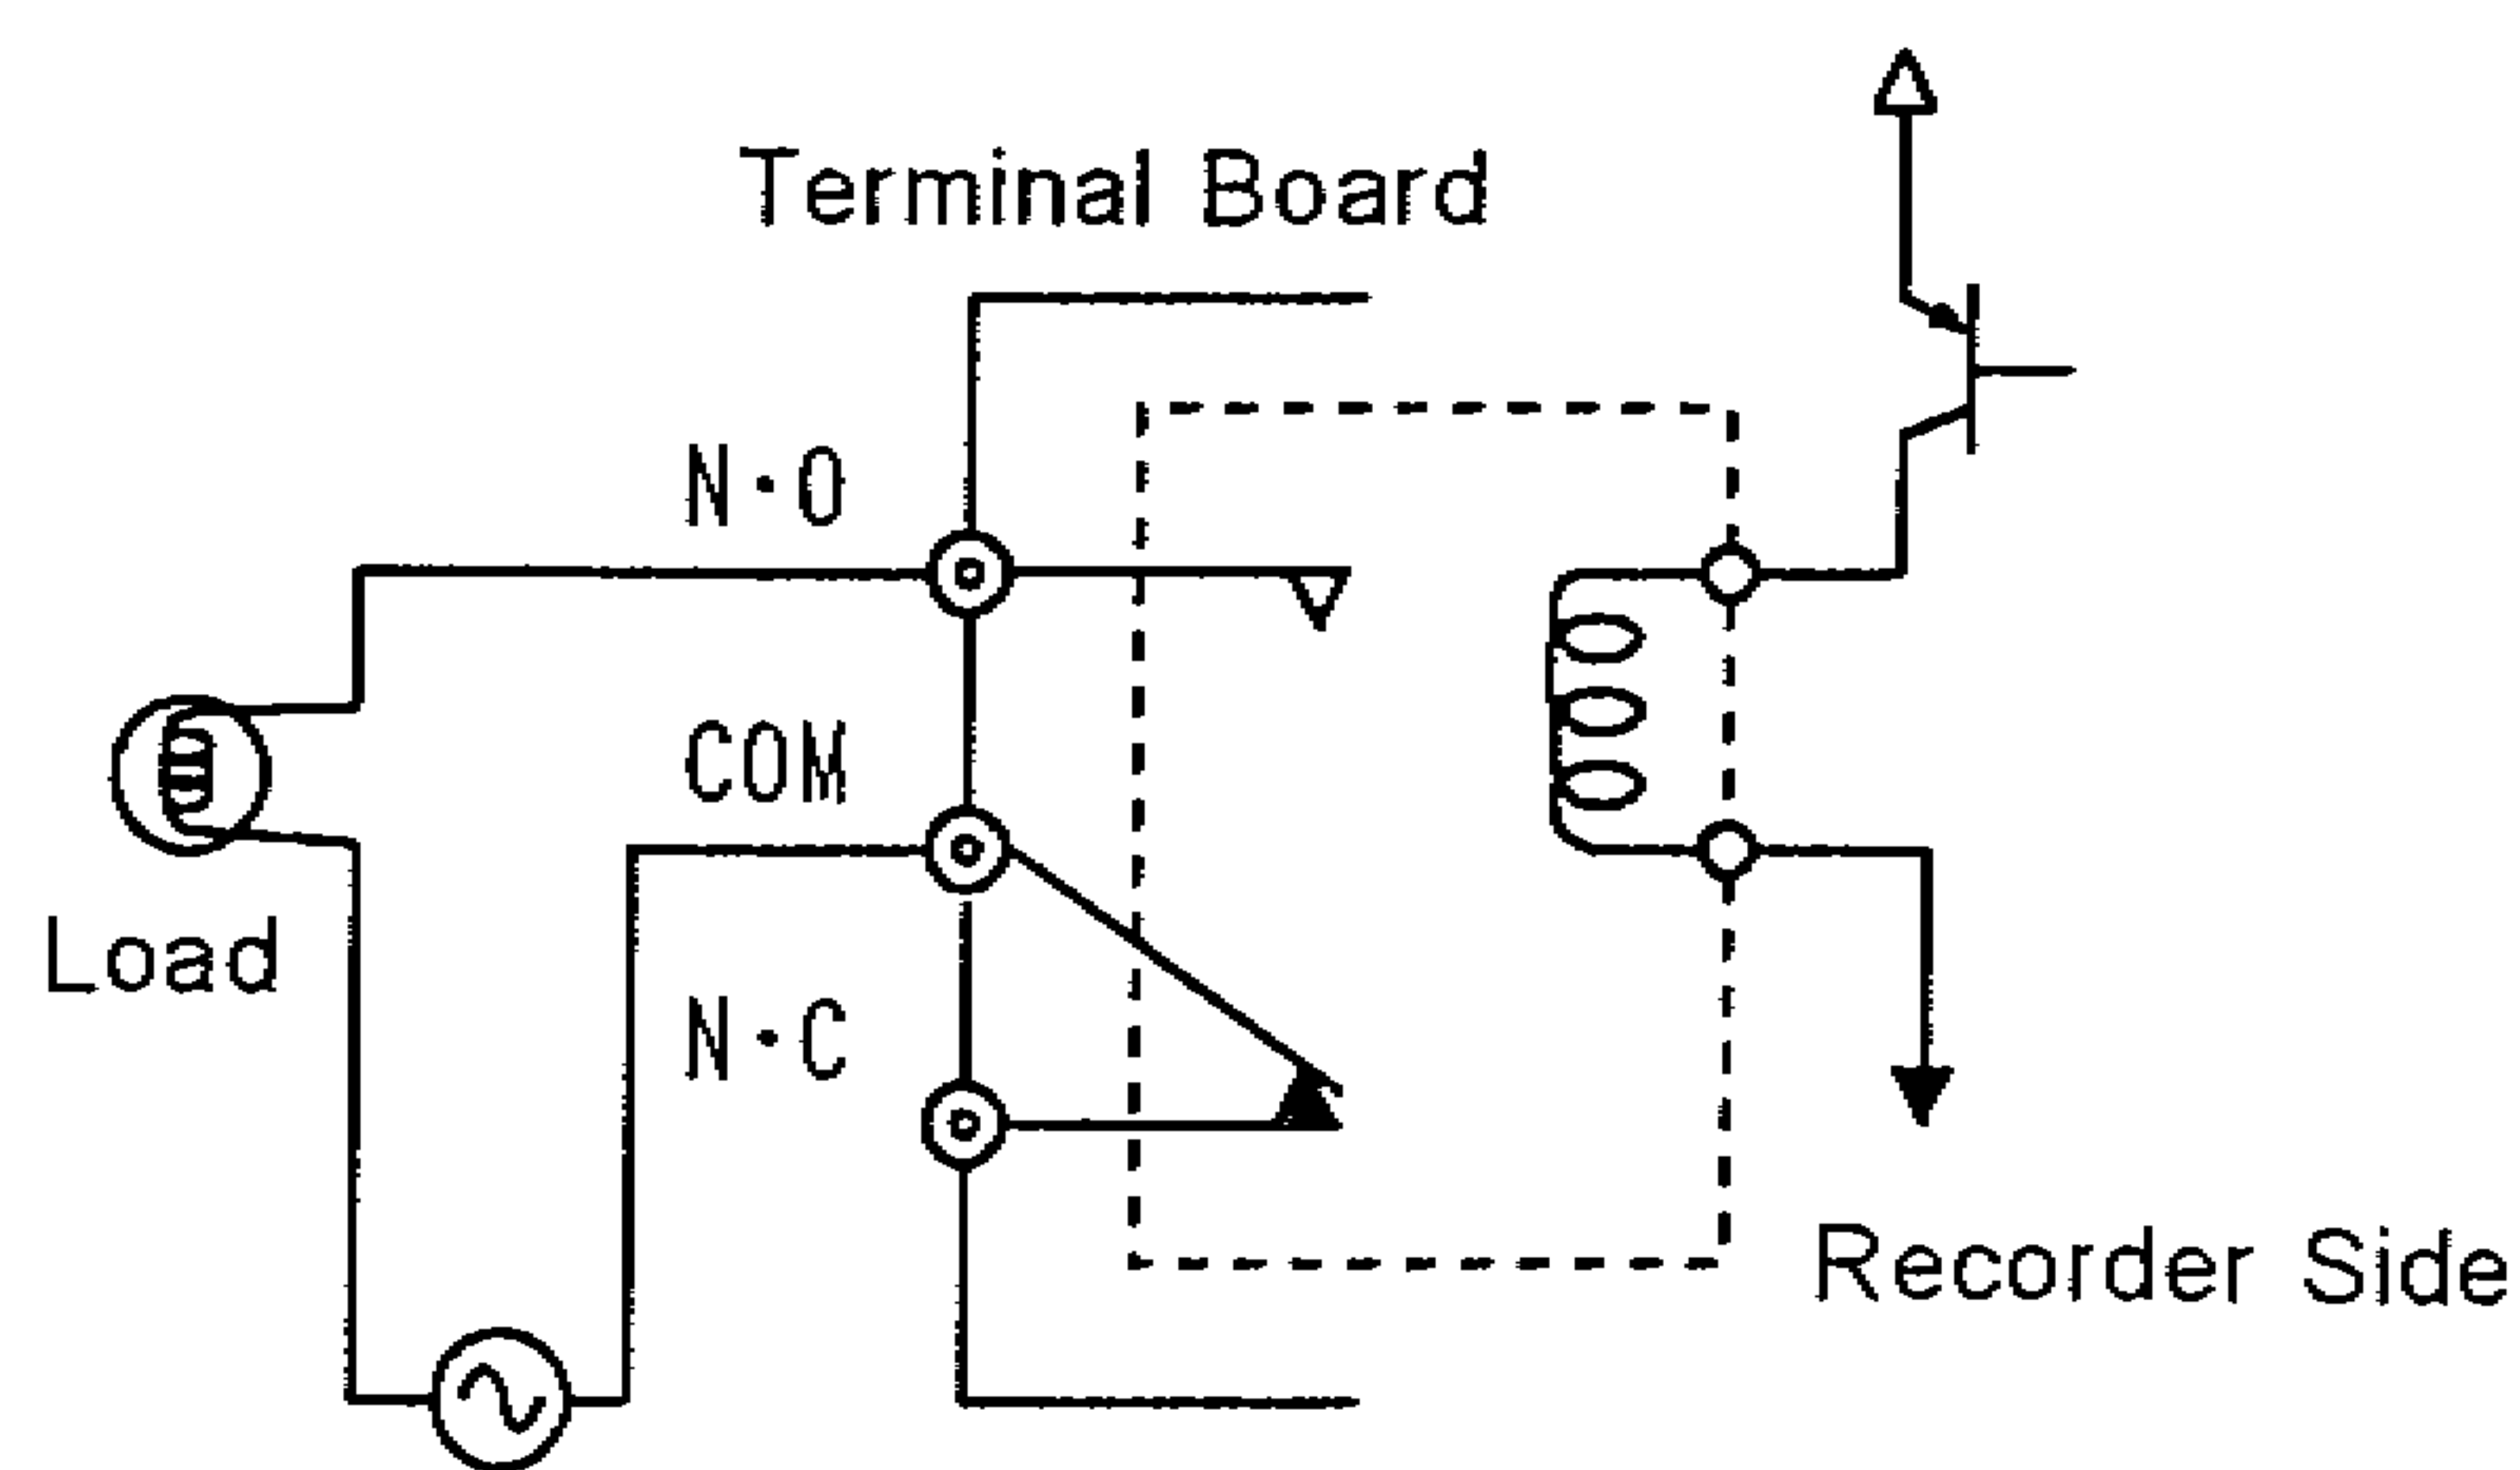 Terminal Board
N・O
COM
Load
N・C
Recorder Side